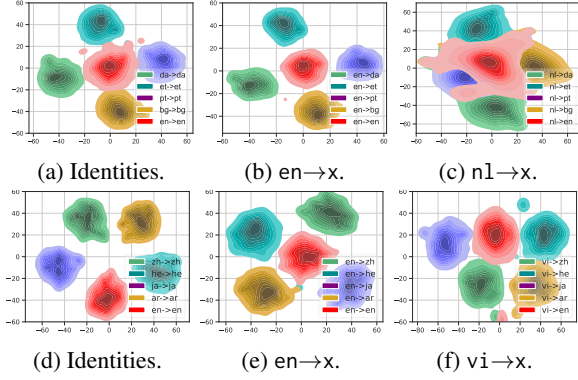 60
40
20
0
−20
−40
−60
−60 −40 −20 0 20 40 60
da->da
et->et
pt->pt
bg->bg
en->en
60
40
20
0
−20
−40
−60 −40 −20 0 20 40 60
en->da
en->et
en->pt
en->bg
en->en
60
40
20
0
−20
−40
−60
−60 −40 −20 0 20 40 60
nl->da
nl->et
nl->pt
nl->bg
nl->en
(a) Identities.
(b) en→x.
(c) nl→x.
60
40
20
0
−20
−40
−60
−60 −40 −20 0 20 40 60
zh->zh
he->he
ja->ja
ar->ar
en->en
60
40
20
0
−20
−40
−60
−60 −40 −20 0 20 40 60
en->zh
en->he
en->ja
en->ar
en->en
60
40
20
0
−20
−40
−60
−60 −40 −20 0 20 40 60
vi->zh
vi->he
vi->ja
vi->ar
vi->en
(d) Identities.
(e) en→x.
(f) vi→x.